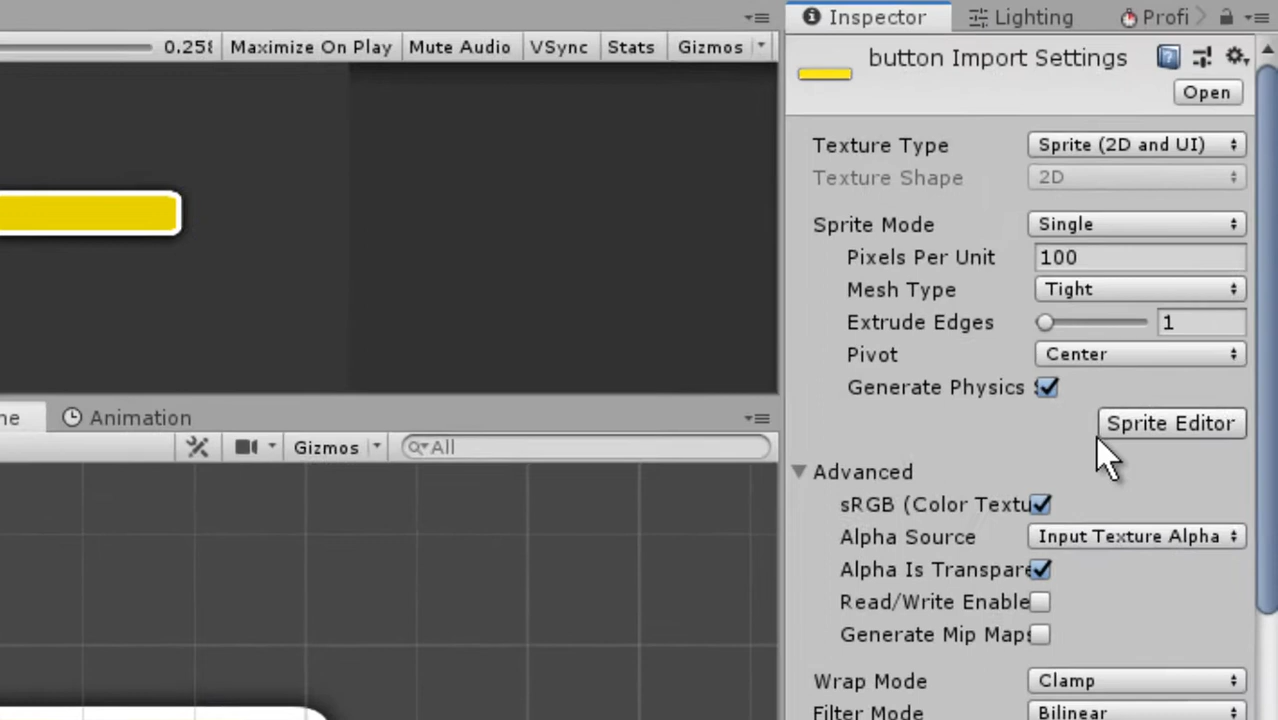 Inspector Lighting Profi
0.258 Maximize On Play Mute Audio VSync Stats Gizmos
button Import Settings
Open
Texture Type Sprite (2D and UI)
Texture Shape 2D
Sprite Mode Single
Pixels Per Unit 100
Mesh Type Tight
Extrude Edges 1
Pivot Center
Generate Physics
Sprite Editor
ne Animation
Gizmos All
Advanced
sRGB (Color Textu
Alpha Source Input Texture Alpha
Alpha Is Transpare
Read/Write Enable
Generate Mip Maps
Wrap Mode Clamp
Filter Mode Bilinear